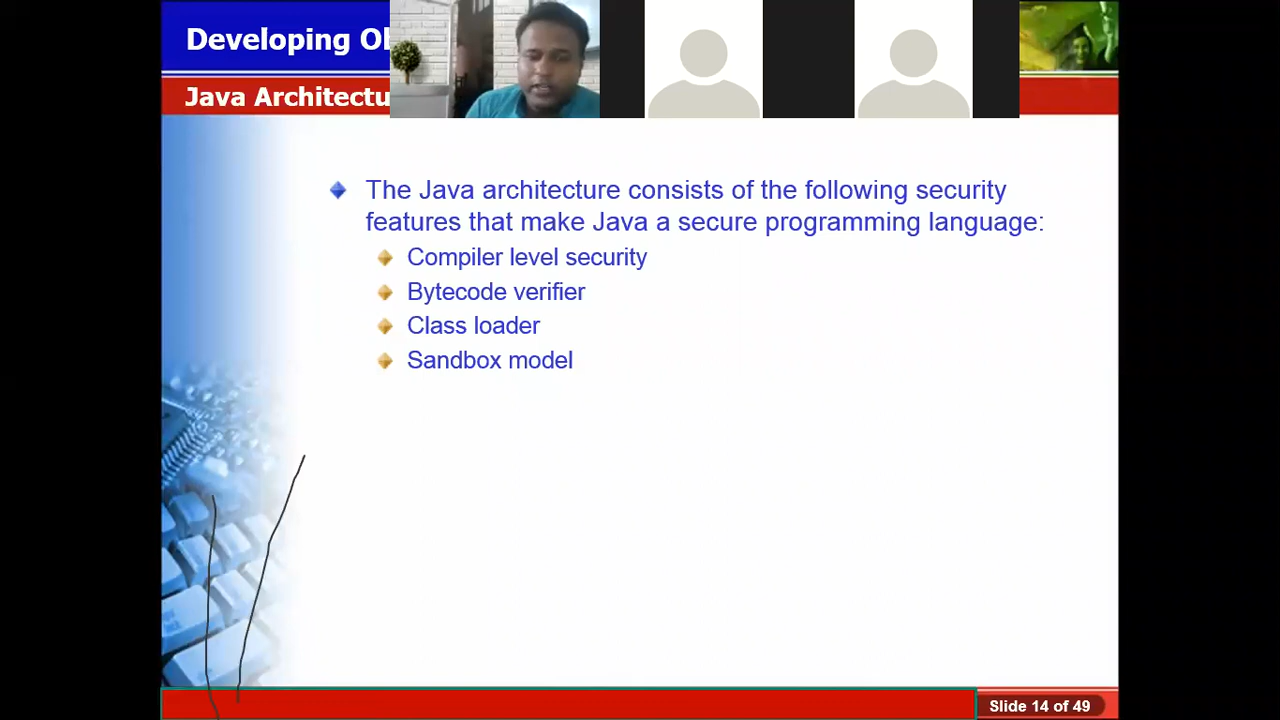 Developing Ob
Java Architectu
The Java architecture consists of the following security
features that make Java a secure programming language:
Compiler level security
Bytecode verifier
Class loader
Sandbox model
Slide 14 of 49